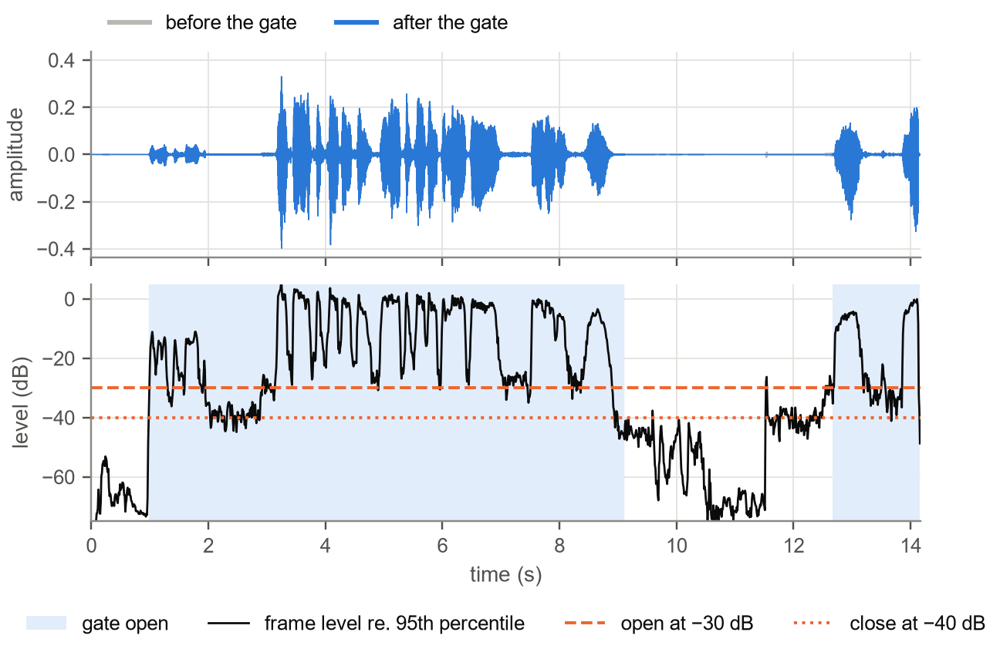 before the gate after the gate
0.4
0.2
0.0
−0.2
−0.4
amplitude
0
−20
−40
−60
level (dB)
0 2 4 6 8 10 12 14
time (s)
gate open frame level re. 95th percentile open at −30 dB close at −40 dB